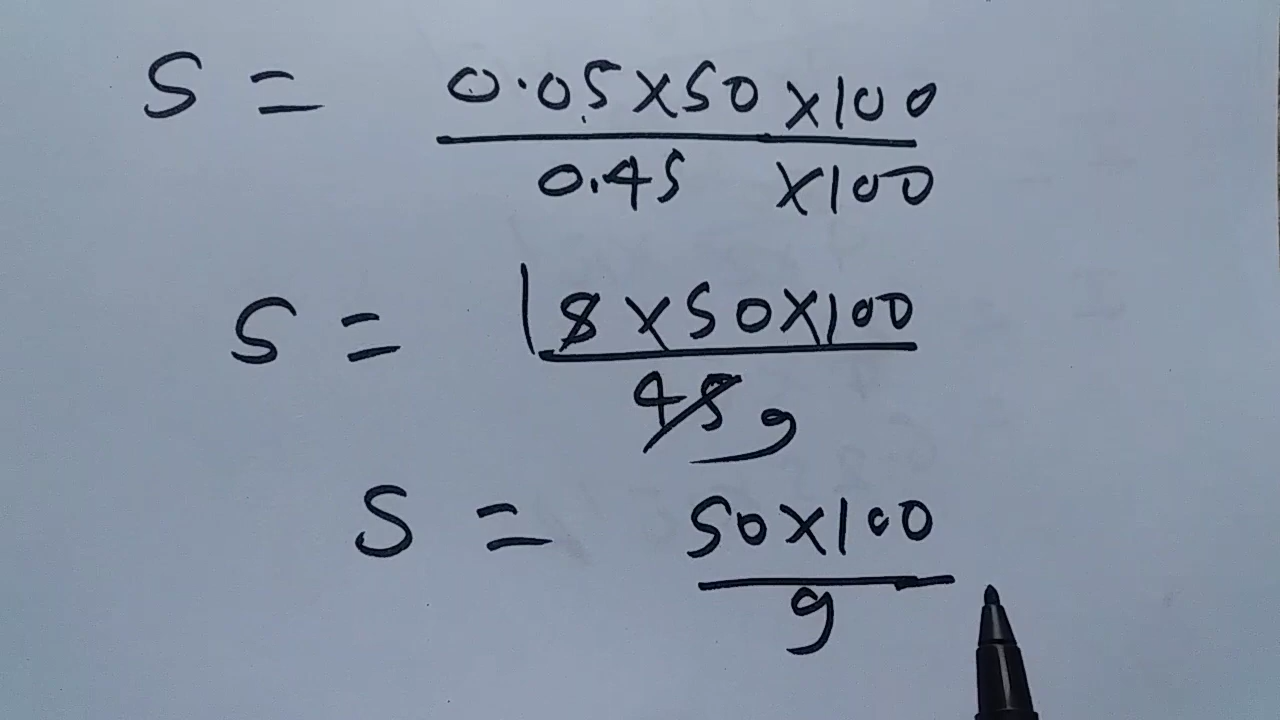 S = 0.05×50×100
0.45 ×100
S = 1 5×50×100
45 9
S = 50×100
9